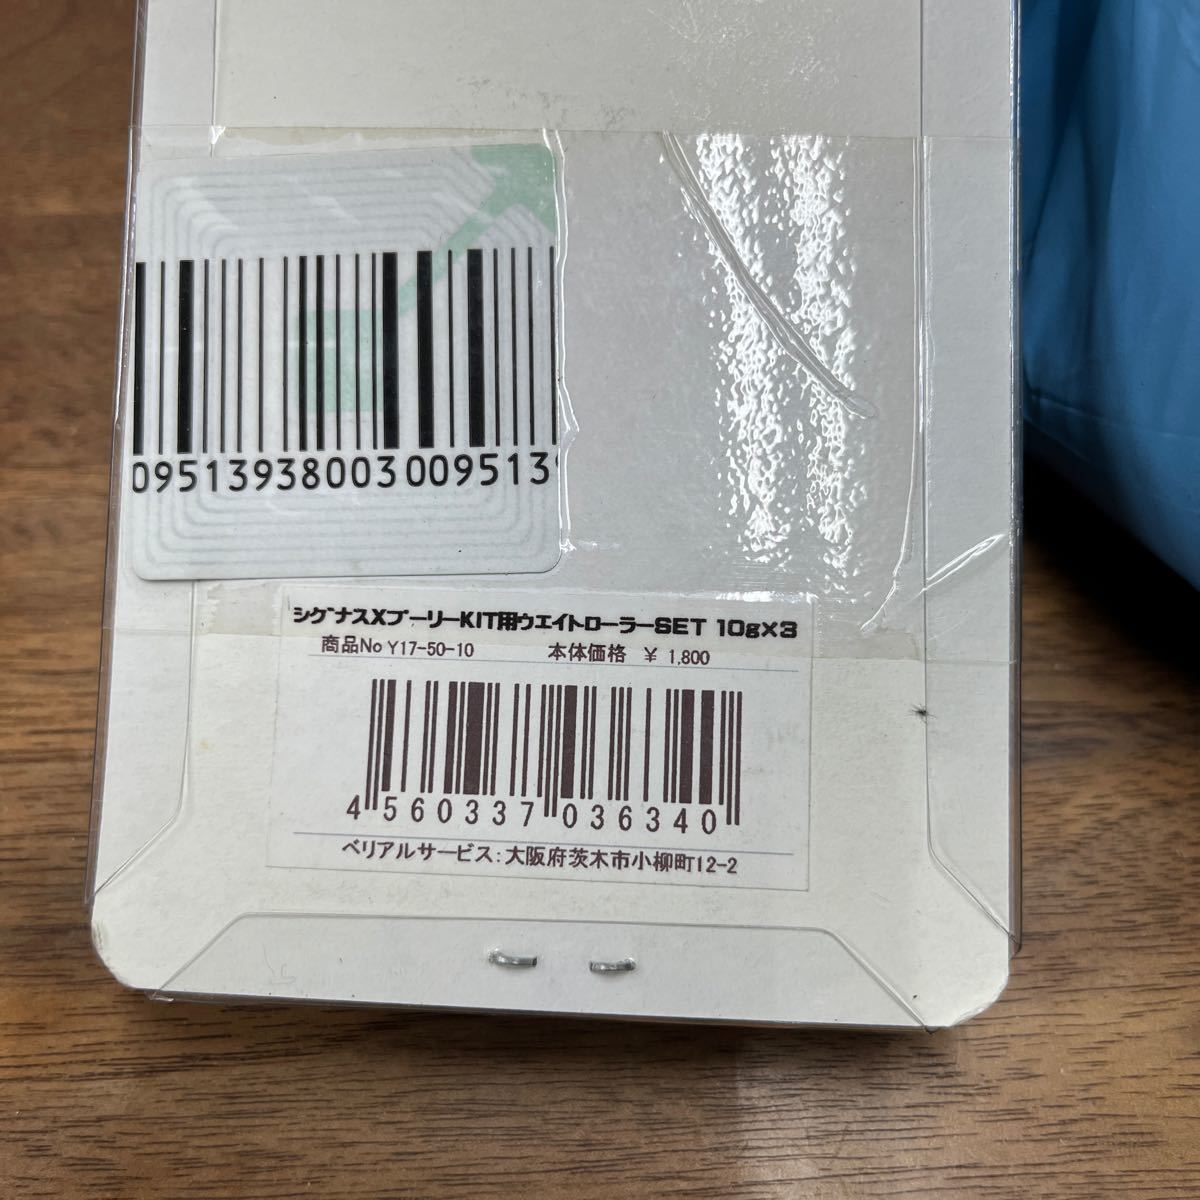 09513938003 0095139
シグナスXプーリーKIT用ウエイトローラーSET 10g×3
商品No Y17-50-10 本体価格 ¥ 1,800
4 560337 036340
ベリアルサービス:大阪府茨木市小柳町12-2